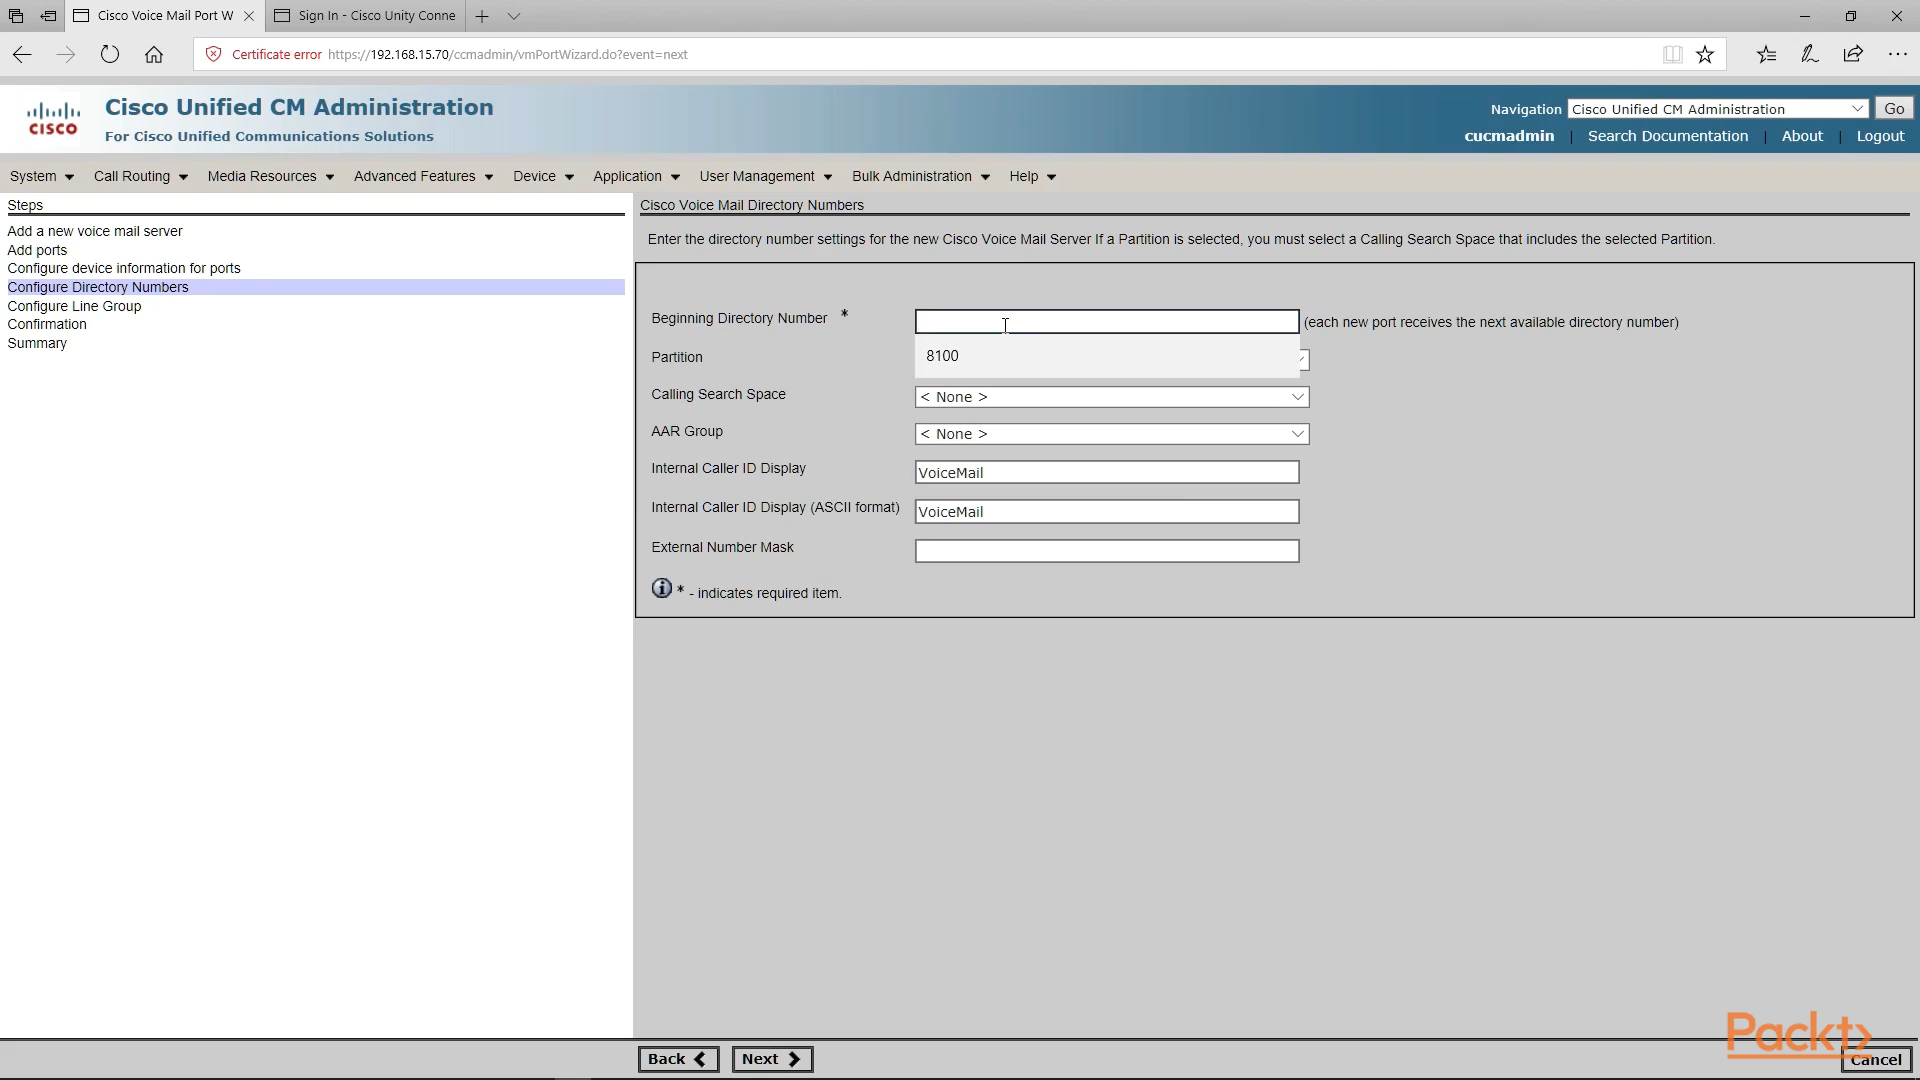 Cisco Voice Mail Port W
Sign In - Cisco Unity Conne
Certificate error https://192.168.15.70/ccmadmin/vmPortWizard.do?event=next
CISCO
Cisco Unified CM Administration
For Cisco Unified Communications Solutions
Navigation Cisco Unified CM Administration Go
cucmadmin | Search Documentation | About | Logout
System Call Routing Media Resources Advanced Features Device Application User Management Bulk Administration Help
Steps
Add a new voice mail server
Add ports
Configure device information for ports
Configure Directory Numbers
Configure Line Group
Confirmation
Summary
Cisco Voice Mail Directory Numbers
Enter the directory number settings for the new Cisco Voice Mail Server If a Partition is selected, you must select a Calling Search Space that includes the selected Partition.
Beginning Directory Number * (each new port receives the next available directory number)
8100
Partition
Calling Search Space < None >
AAR Group < None >
Internal Caller ID Display VoiceMail
Internal Caller ID Display (ASCII format) VoiceMail
External Number Mask
* - indicates required item.
Back Next
Packt
Cancel